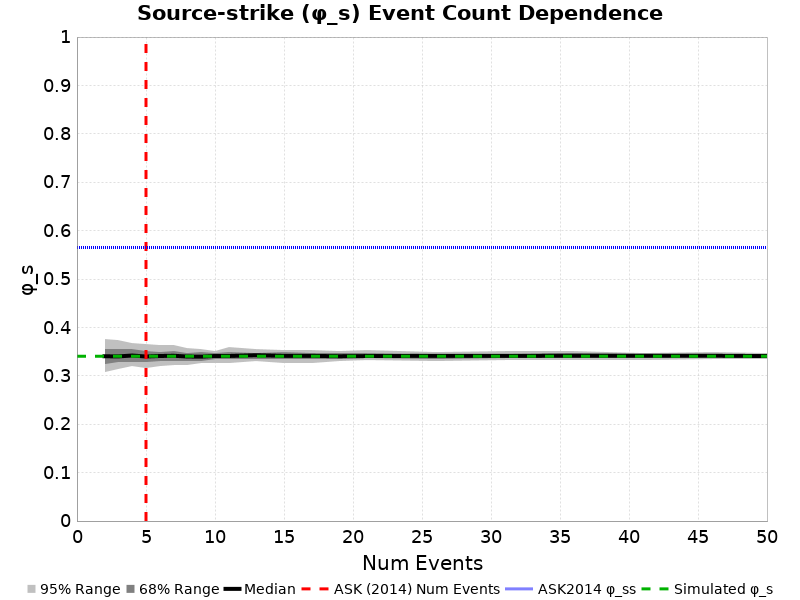 Source-strike (φ_s) Event Count Dependence
1
0.9
0.8
0.7
0.6
0.5
0.4
0.3
0.2
0.1
0
φ_s
0 5 10 15 20 25 30 35 40 45 50
Num Events
95% Range 68% Range Median ASK (2014) Num Events ASK2014 φ_ss Simulated φ_s